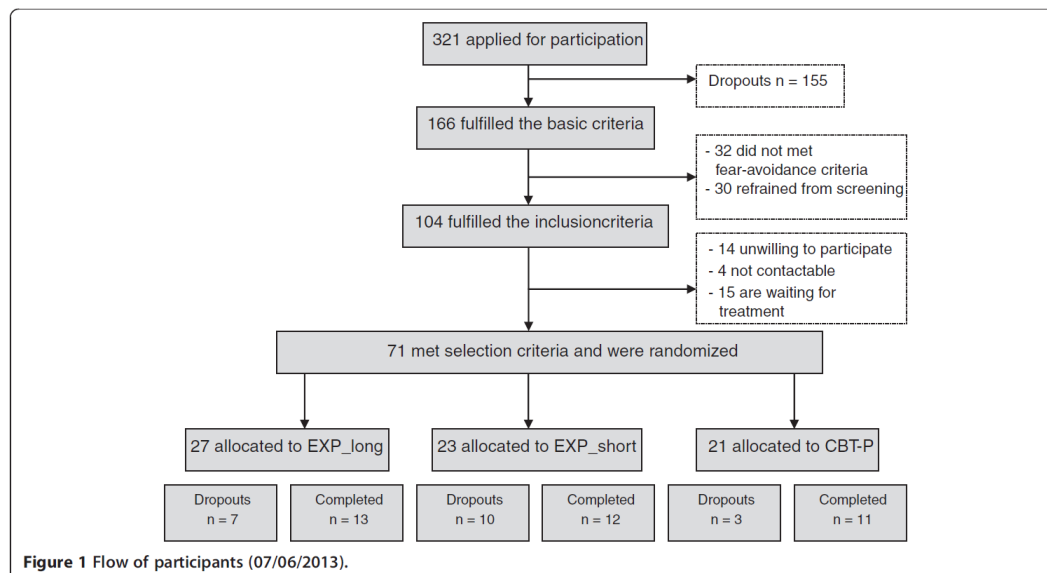 321 applied for participation
Dropouts n = 155
166 fulfilled the basic criteria
- 32 did not met
fear-avoidance criteria
- 30 refrained from screening
104 fulfilled the inclusioncriteria
- 14 unwilling to participate
- 4 not contactable
- 15 are waiting for
treatment
71 met selection criteria and were randomized
27 allocated to EXP_long
23 allocated to EXP_short
21 allocated to CBT-P
Dropouts
n = 7
Completed
n = 13
Dropouts
n = 10
Completed
n = 12
Dropouts
n = 3
Completed
n = 11
Figure 1 Flow of participants (07/06/2013).